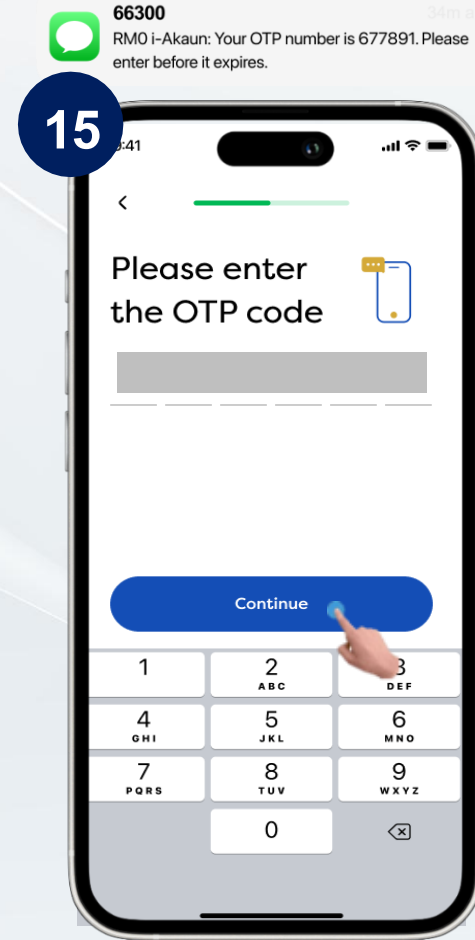 66300
34m a
RM0 i-Akaun: Your OTP number is 677891. Please
enter before it expires.
15
:41
Please enter
the OTP code
Continue
1
2
3
ABC
DEF
4
5
6
GHI
JKL
MNO
7
8
9
PQRS
TUV
WXYZ
0